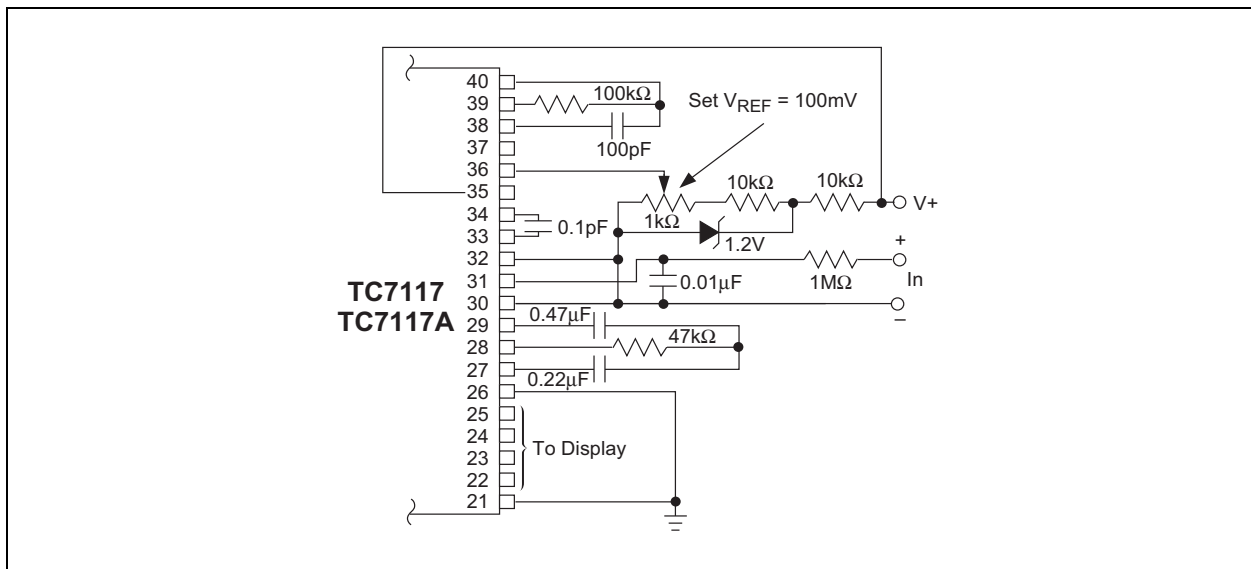 40
39
38
37
36
35
34
33
32
31
30
29
28
27
26
25
24
23
22
21
TC7117
TC7117A
100kΩ
100pF
Set VREF = 100mV
10kΩ
10kΩ
V+
1kΩ
1.2V
0.1pF
+
In
–
0.01μF
1MΩ
0.47μF
47kΩ
0.22μF
To Display